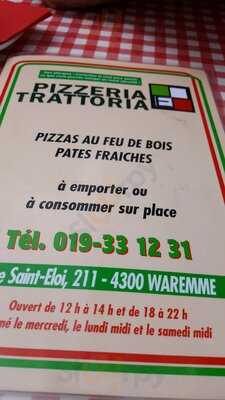 PIZZERIA
TRATTORIA
PIZZAS AU FEU DE BOIS
PATES FRAICHES
à emporter ou
à consommer sur place
Tél. 019-33 12 31
e Saint-Eloi, 211 - 4300 WAREMME
Ouvert de 12 h à 14 h et de 18 à 22 h
mé le mercredi, le lundi midi et le samedi midi